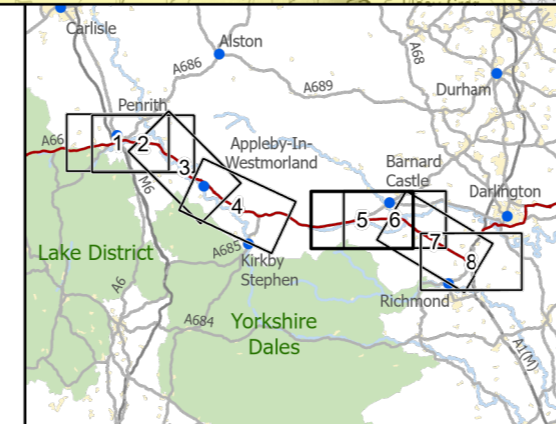 Carlisle
Alston
A68
A686
A689
Durham
Penrith
A66
1
2
3
Appleby-In-
Westmorland
Barnard
Castle
Darlington
M6
4
5
6
7
8
Lake District
A685
Kirkby
Stephen
A6
Richmond
A684
Yorkshire
Dales
A1(M)